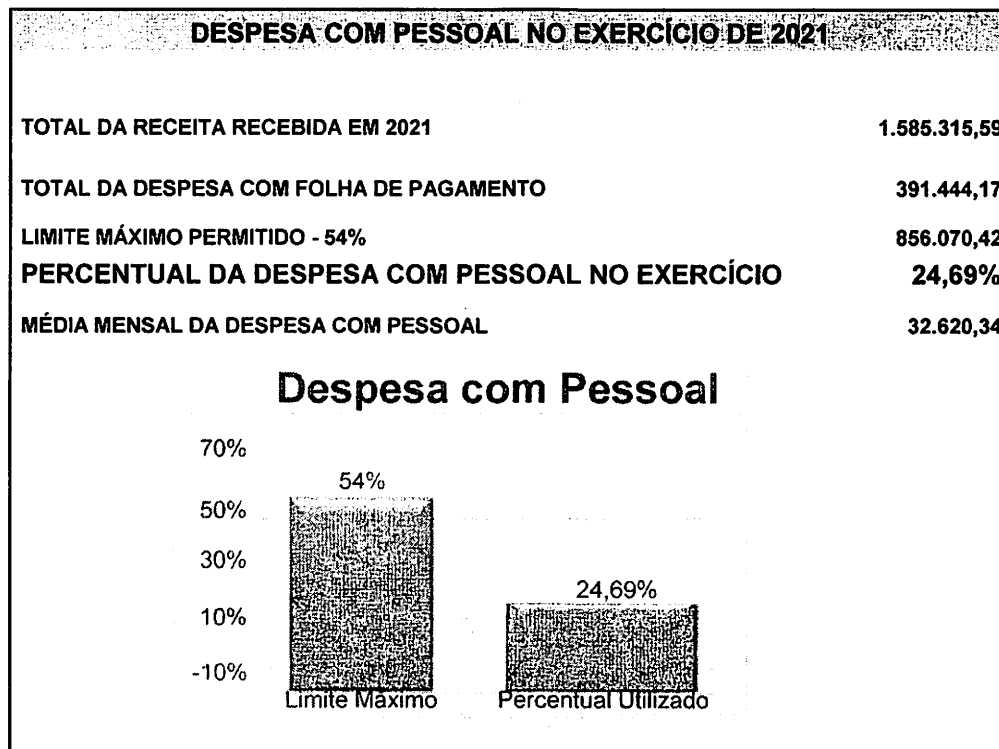 DESPESA COM PESSOAL NO EXERCÍCIO DE 2021
TOTAL DA RECEITA RECEBIDA EM 2021 1.585.315,59
TOTAL DA DESPESA COM FOLHA DE PAGAMENTO 391.444,17
LIMITE MÁXIMO PERMITIDO - 54% 856.070,42
PERCENTUAL DA DESPESA COM PESSOAL NO EXERCÍCIO 24,69%
MÉDIA MENSAL DA DESPESA COM PESSOAL 32.620,34
Despesa com Pessoal
70%
54%
50%
30%
24,69%
10%
-10%
Limite Máximo Percentual Utilizado